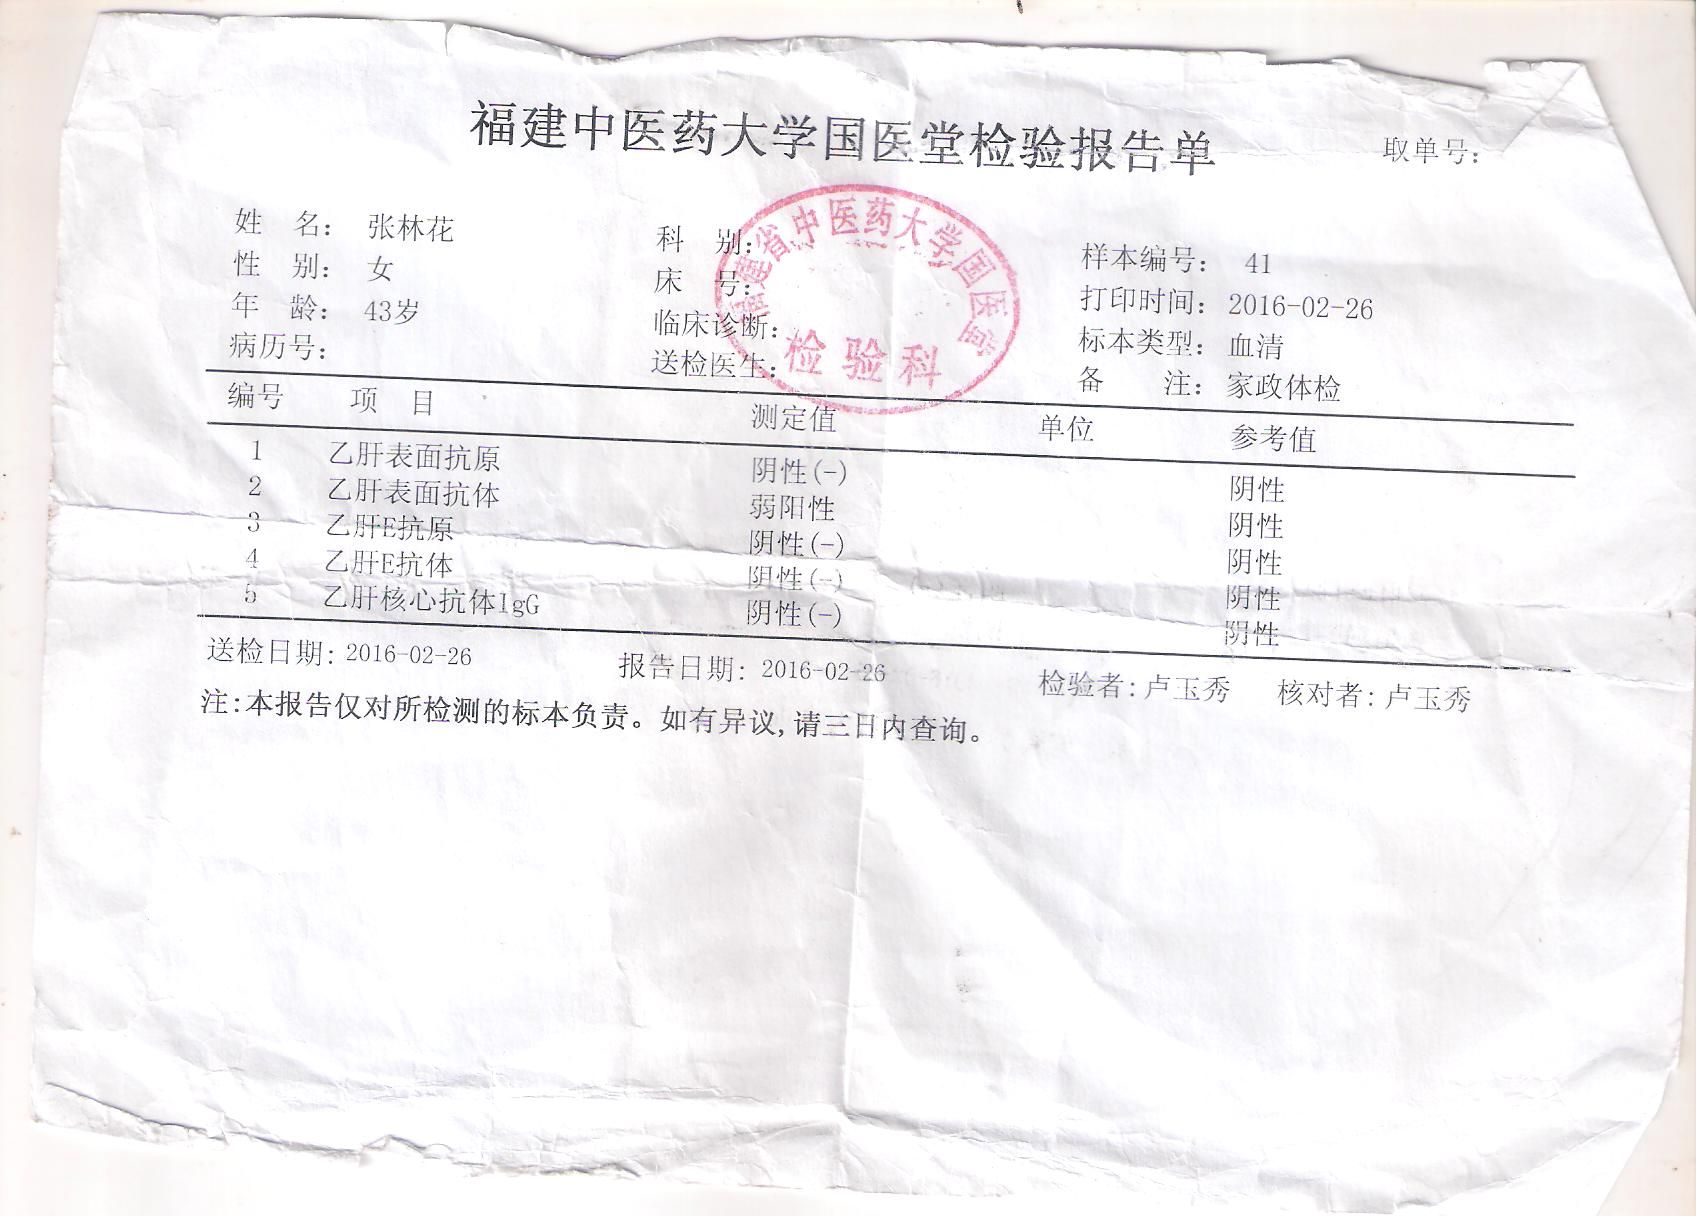 福建中医药大学国医堂检验报告单
取单号:
姓 名: 张林花 科 别: 样本编号: 41
性 别: 女 床 号: 打印时间: 2016-02-26
年 龄: 43岁 临床诊断: 标本类型: 血清
病历号: 送检医生: 备 注: 家政体检
福建省中医药大学国医堂
检验科
编号 项 目 测定值 单位 参考值
1 乙肝表面抗原 阴性(-) 阴性
2 乙肝表面抗体 弱阳性 阴性
3 乙肝E抗原 阴性(-) 阴性
4 乙肝E抗体 阴性(-) 阴性
5 乙肝核心抗体IgG 阴性(-) 阴性
送检日期: 2016-02-26 报告日期: 2016-02-26 检验者: 卢玉秀 核对者: 卢玉秀
注:本报告仅对所检测的标本负责。如有异议,请三日内查询。